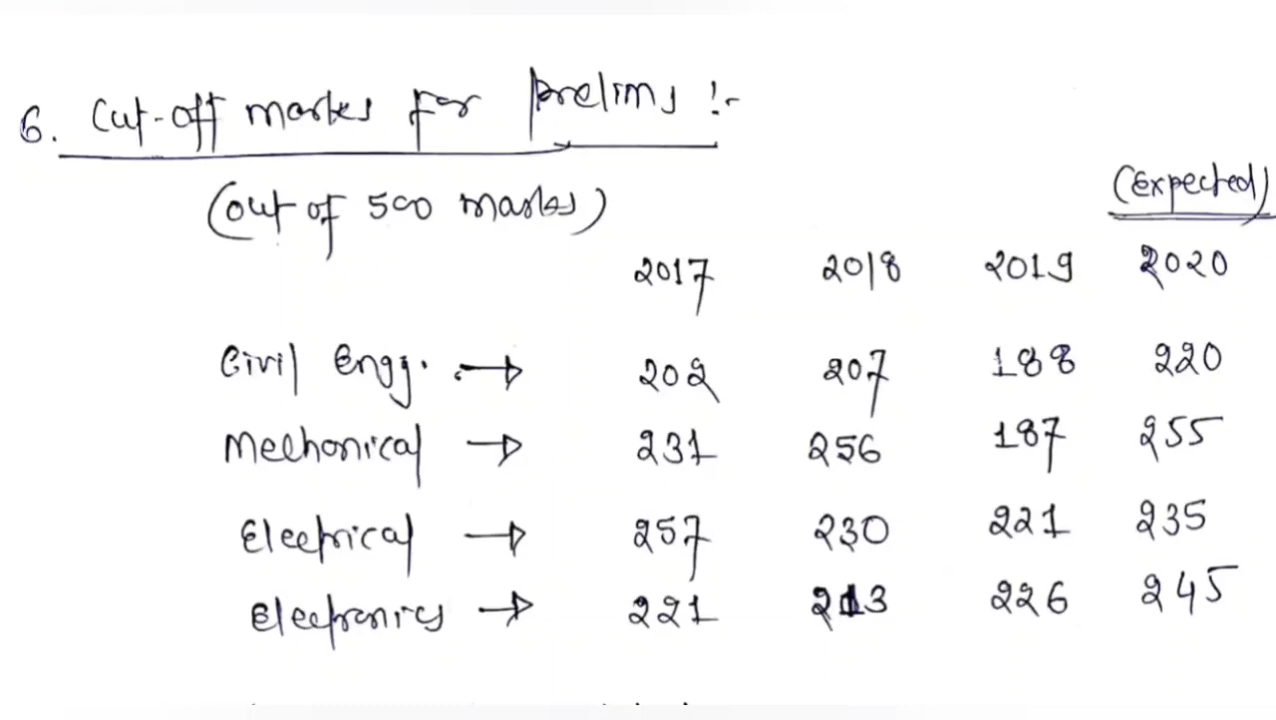 6. Cut-off marks for prelims :-
(out of 500 marks)
(Expected)
2017 2018 2019 2020
Civil Engg. → 202 207 188 220
Mechanical → 231 256 187 255
Electrical → 257 230 221 235
Electronics → 221 213 226 245